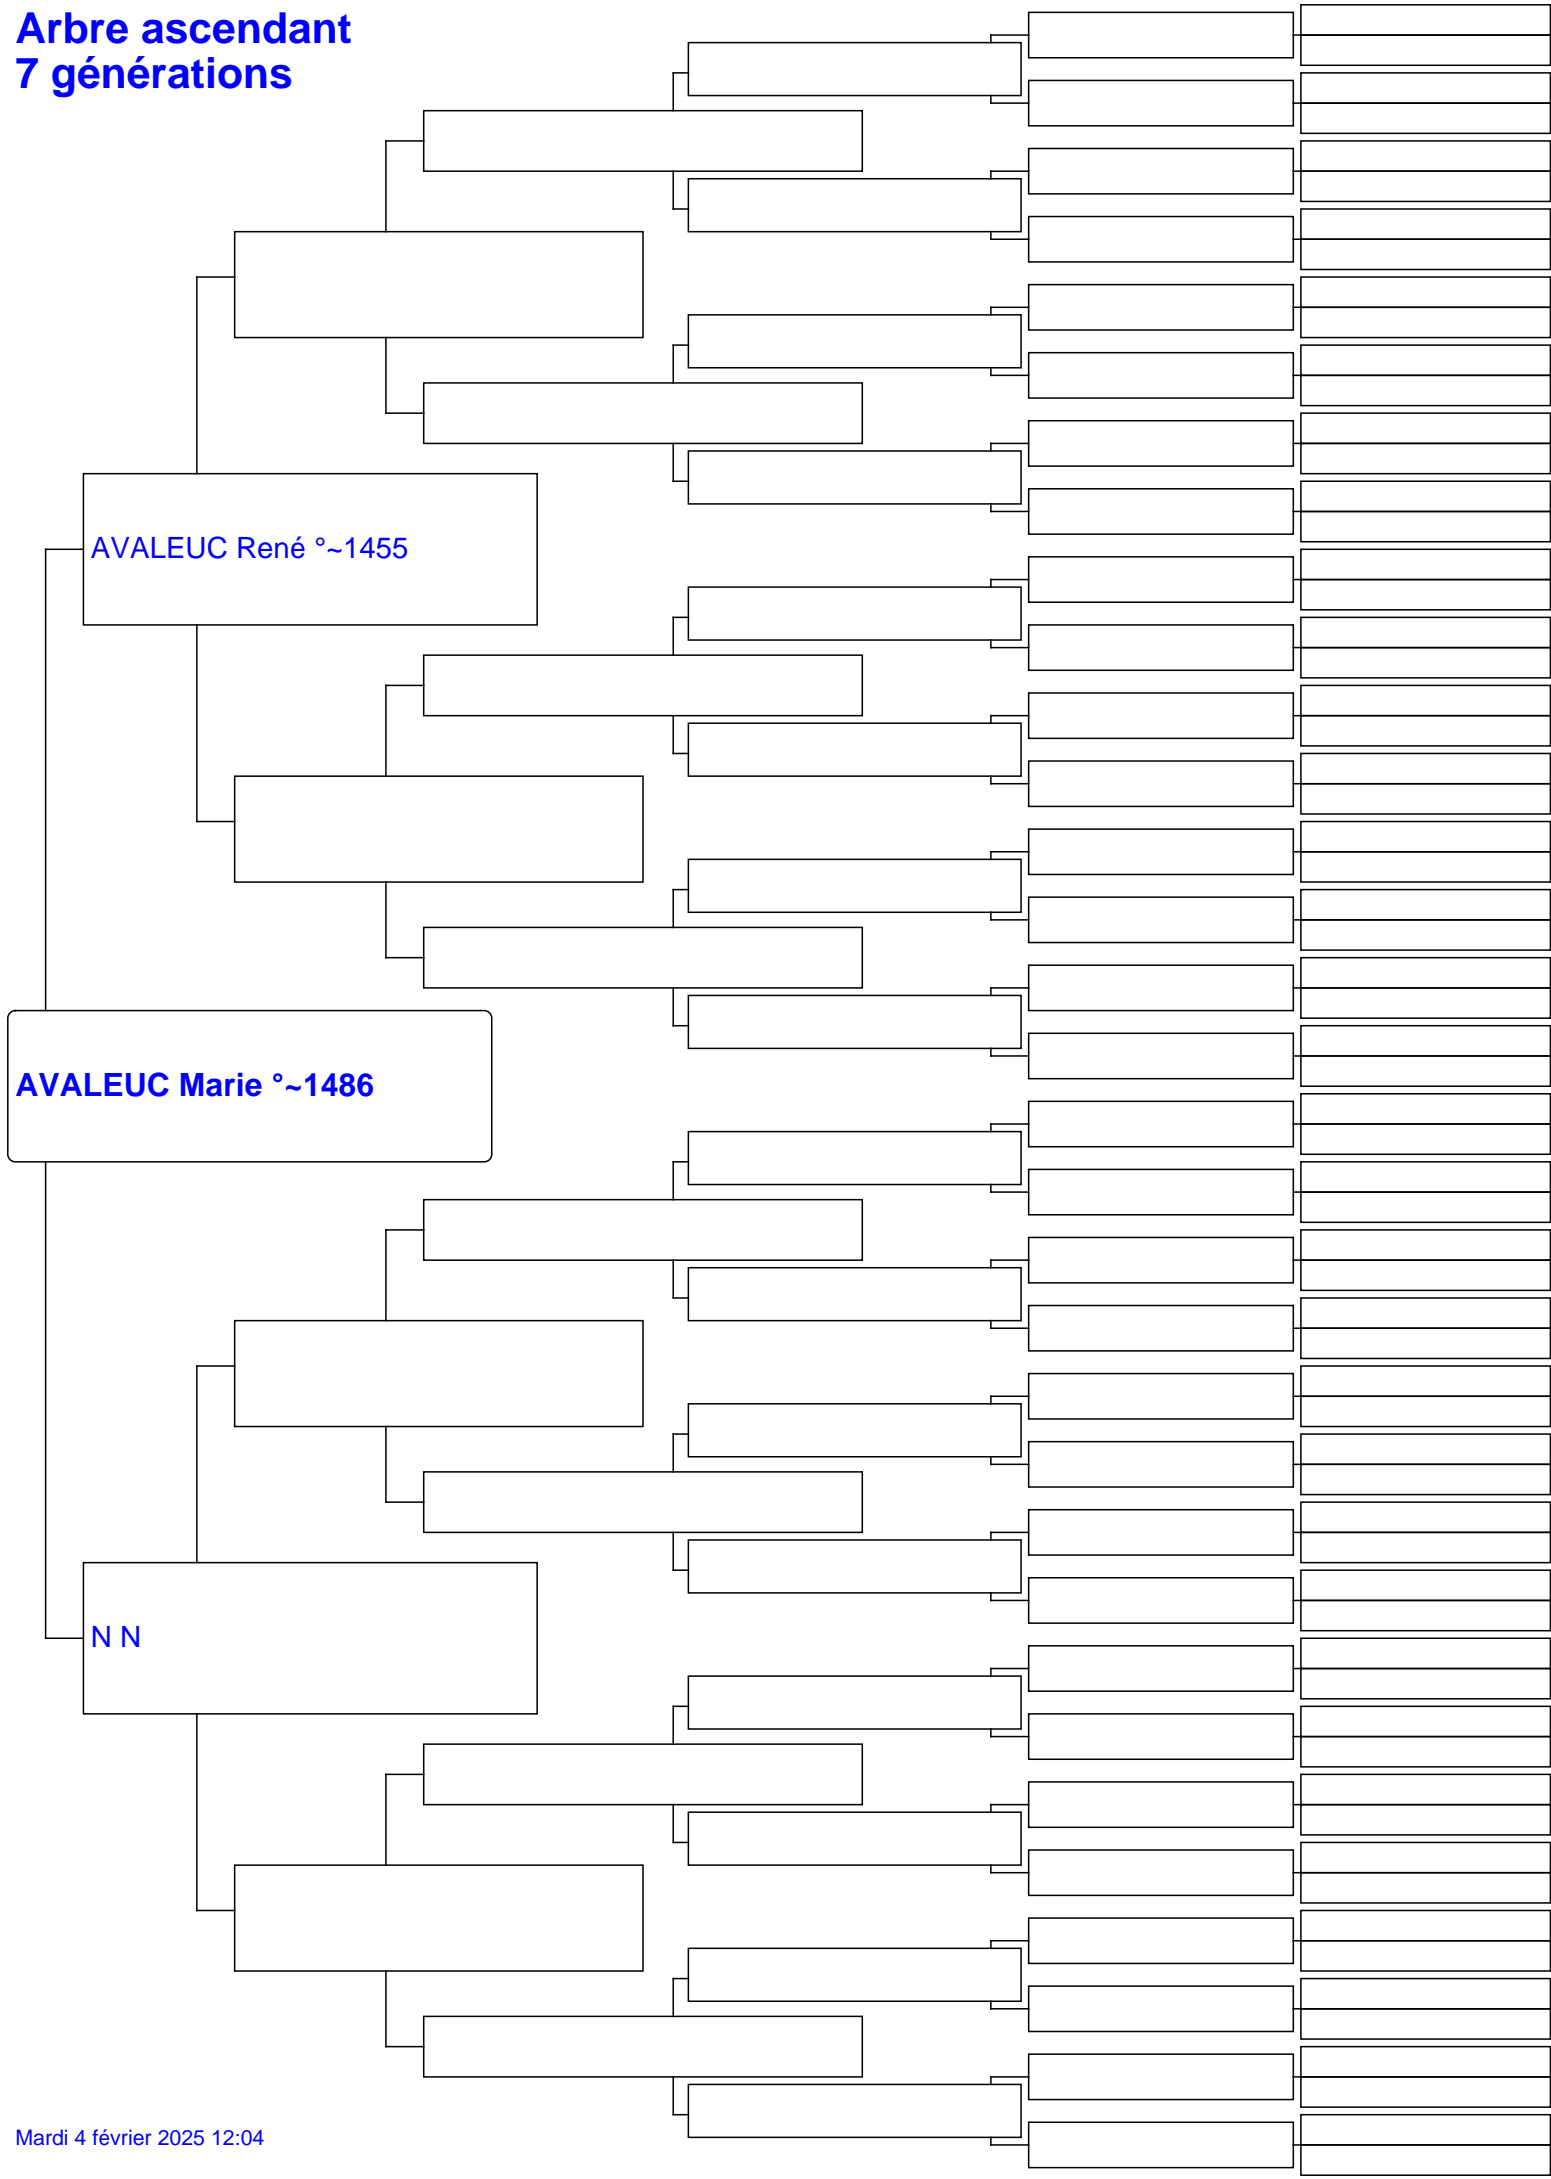 Arbre ascendant
7 générations
AVALEUC René °~1455
AVALEUC Marie °~1486
N N
Mardi 4 février 2025 12:04